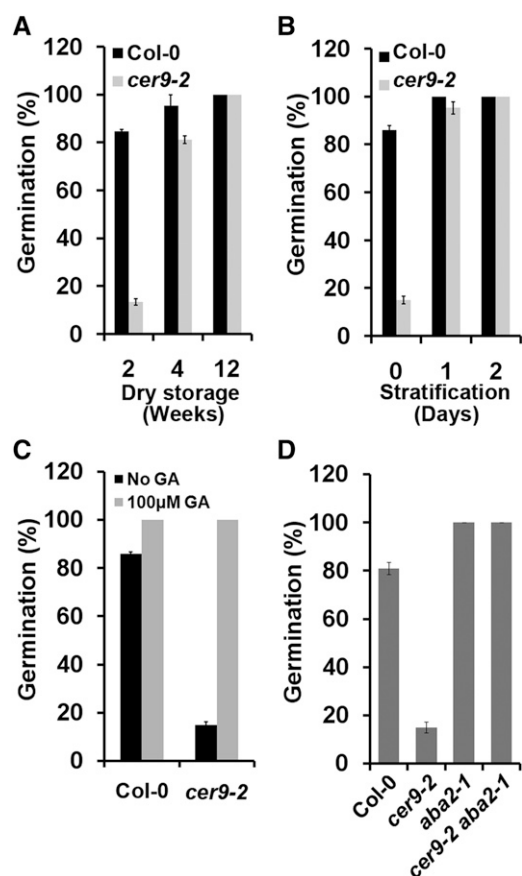 A
Col-0
cer9-2
Germination (%)
120
100
80
60
40
20
0
2 4 12
Dry storage
(Weeks)
B
Col-0
cer9-2
Germination (%)
120
100
80
60
40
20
0
0 1 2
Stratification
(Days)
C
No GA
100µM GA
Germination (%)
120
100
80
60
40
20
0
Col-0 cer9-2
D
Germination (%)
120
100
80
60
40
20
0
Col-0
cer9-2
aba2-1
cer9-2 aba2-1